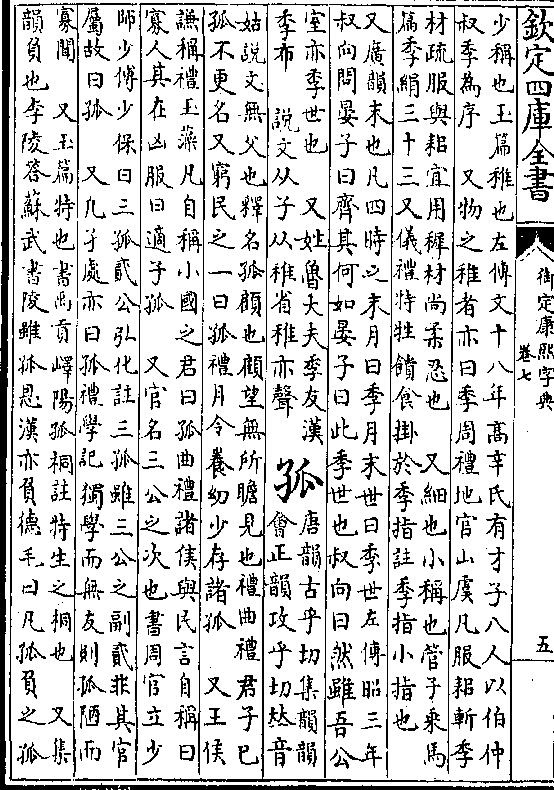 欽定四庫全書
御定康熙字典
卷七
五
少稱也玉篇稚也左傳文十八年髙辛氏有才子八人以伯仲
叔季為序　又物之稚者亦曰季周禮地官山虞凡服耜斬季
材疏服與耜宜用穉材尚柔忍也　又細也小稱也管子乗馬
篇季絹三十三又儀禮特牲饋食掛於季指註季指小指也
又廣韻末也凡四時之末月曰季月末世曰季世左傳昭三年
叔向問晏子曰齊其何如晏子曰此季世也叔向曰然雖吾公
室亦季世也　又姓魯大夫季友漢
季布　說文从子从稚省稚亦聲
孤
唐韻古乎切集韻韻
㑹正韻攻乎切𠀤音
姑説文無父也釋名孤顧也顧望無所瞻見也禮曲禮君子已
孤不更名又窮民之一曰孤禮月令養幼少存諸孤　又王侯
謙稱禮玉藻凡自稱小國之君曰孤曲禮諸侯與民言自稱曰
寡人其在凶服曰適子孤　又官名三公之次也書周官立少
師少傅少保曰三孤貳公弘化註三孤雖三公之副貳非其官
屬故曰孤　又凡子處亦曰孤禮學記獨學而無友則孤陋而
寡聞　又玉篇特也書禹貢嶧陽孤桐註特生之桐也　又集
韻負也李陵答蘇武書陵雖孤恩漢亦負德毛曰凡孤負之孤